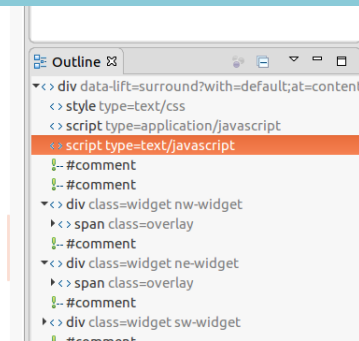 Outline
div data-lift=surround?with=default;at=content
style type=text/css
script type=application/javascript
script type=text/javascript
#comment
#comment
div class=widget nw-widget
span class=overlay
#comment
div class=widget ne-widget
span class=overlay
#comment
div class=widget sw-widget
#comment